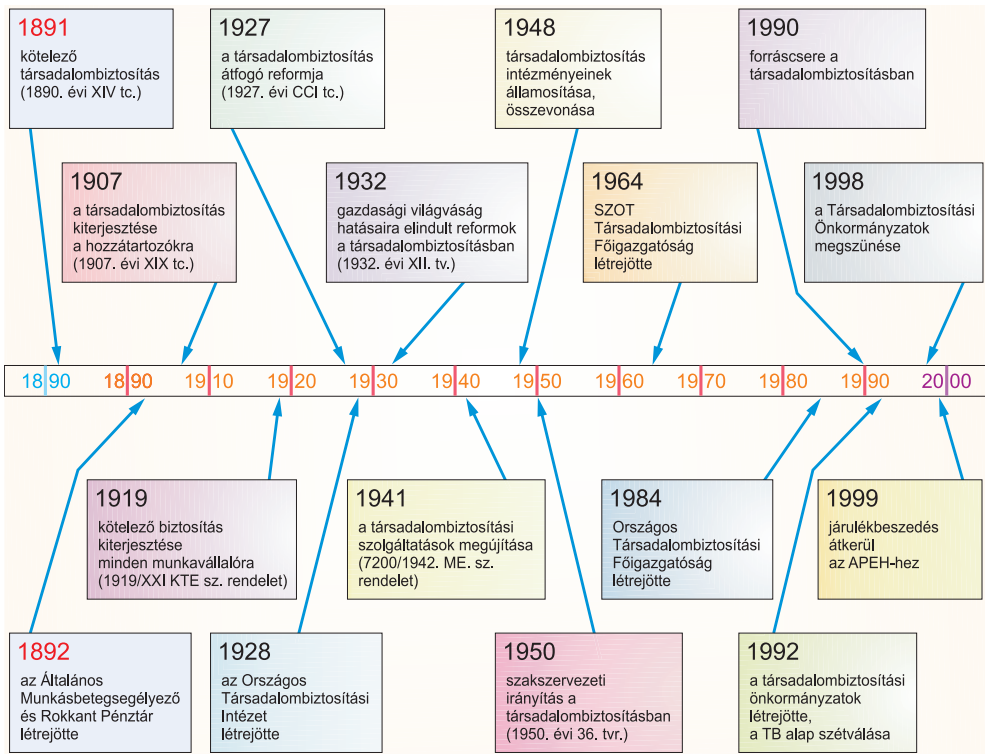 1891
kötelező
társadalombiztosítás
(1890. évi XIV tc.)
1927
a társadalombiztosítás
átfogó reformja
(1927. évi CCI tc.)
1948
társadalombiztosítás
intézményeinek
államosítása,
összevonása
1990
forráscsere a
társadalombiztosításban
1907
a társadalombiztosítás
kiterjesztése
a hozzátartozókra
(1907. évi XIX tc.)
1932
gazdasági világváság
hatásaira elindult reformok
a társadalombiztosításban
(1932. évi XII. tv.)
1964
SZOT
Társadalombiztosítási
Főigazgatóság
létrejötte
1998
a Társadalombiztosítási
Önkormányzatok
megszűnése
1890 1890 1910 1920 1930 1940 1950 1960 1970 1980 1990 2000
1919
kötelező biztosítás
kiterjesztése
minden munkavállalóra
(1919/XXI KTE sz. rendelet)
1941
a társadalombiztosítási
szolgáltatások megújítása
(7200/1942. ME. sz.
rendelet)
1984
Országos
Társadalombiztosítási
Főigazgatóság
létrejötte
1999
járulékbeszedés
átkerül
az APEH-hez
1892
az Általános
Munkásbetegsegélyező
és Rokkant Pénztár
létrejötte
1928
az Országos
Társadalombiztosítási
Intézet
létrejötte
1950
szakszervezeti
irányítás a
társadalombiztosításban
(1950. évi 36. tvr.)
1992
a társadalombiztosítási
önkormányzatok
létrejötte,
a TB alap szétválása